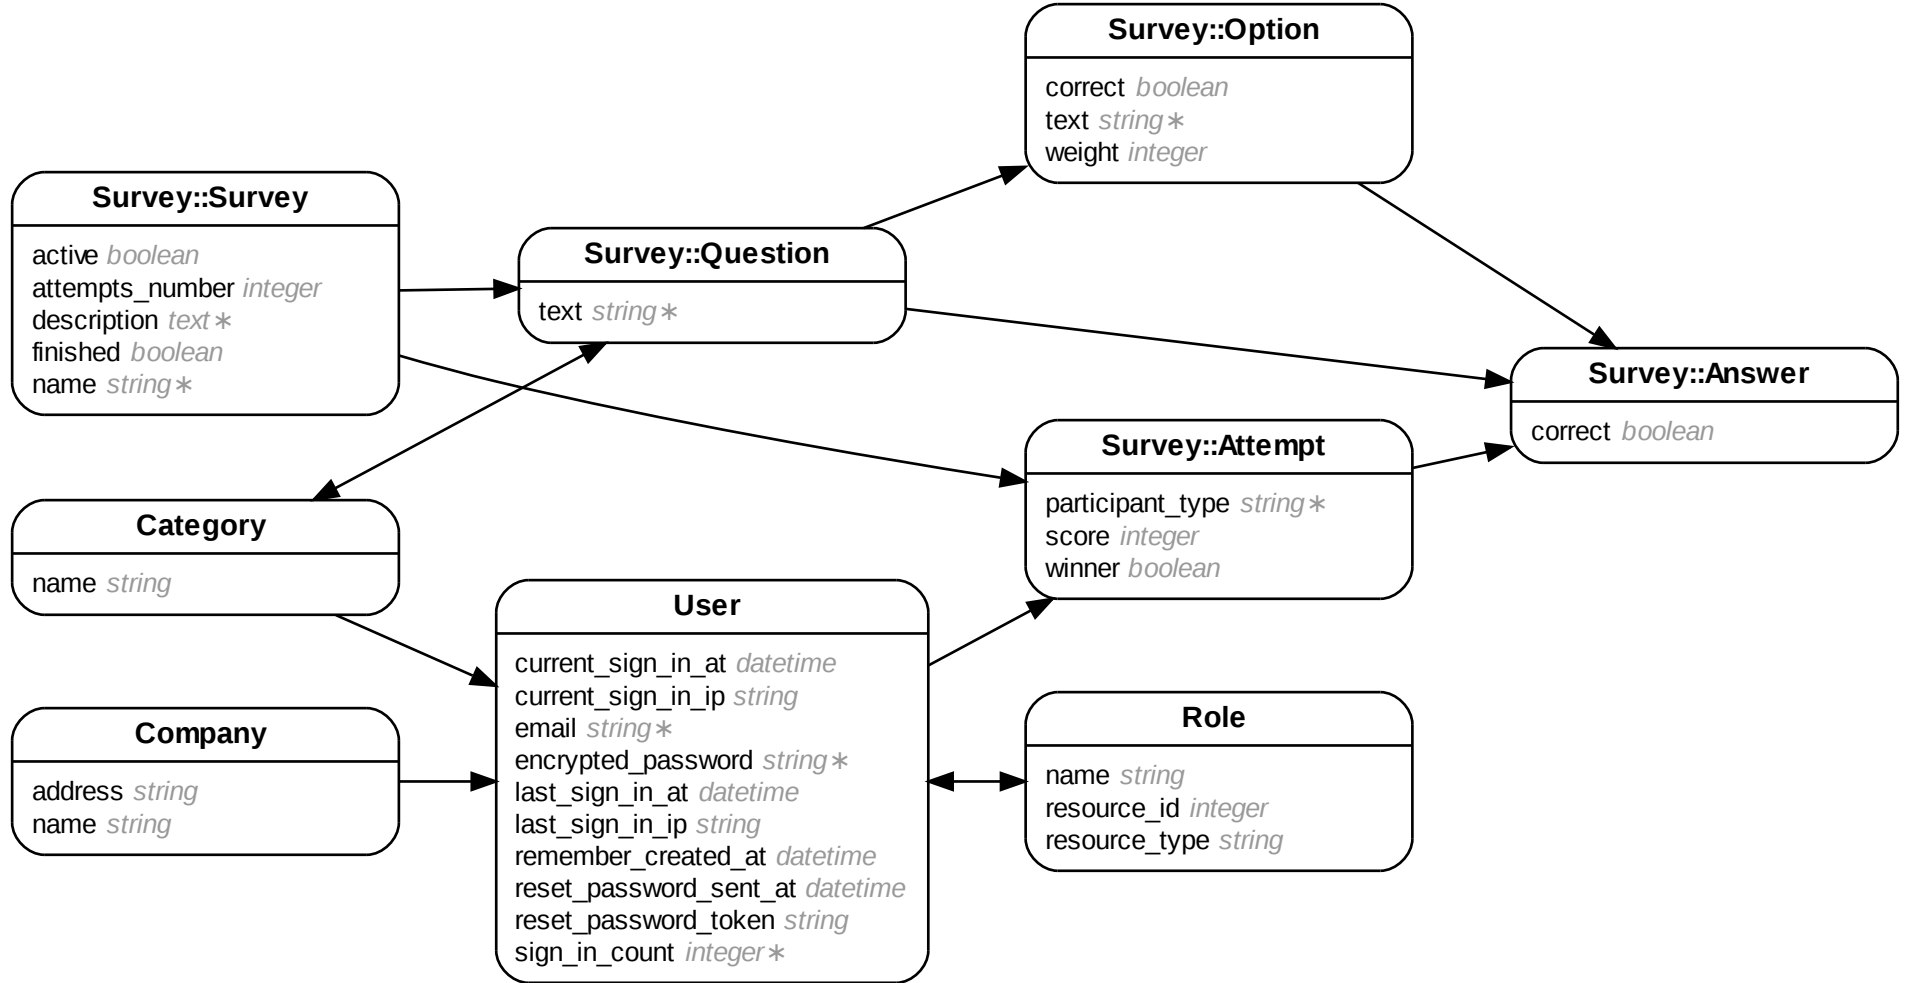 Survey::Option
correct boolean
text string∗
weight integer
Survey::Survey
active boolean
attempts_number integer
description text∗
finished boolean
name string∗
Survey::Question
text string∗
Survey::Answer
correct boolean
Survey::Attempt
participant_type string∗
score integer
winner boolean
Category
name string
User
current_sign_in_at datetime
current_sign_in_ip string
email string∗
encrypted_password string∗
last_sign_in_at datetime
last_sign_in_ip string
remember_created_at datetime
reset_password_sent_at datetime
reset_password_token string
sign_in_count integer∗
Company
address string
name string
Role
name string
resource_id integer
resource_type string